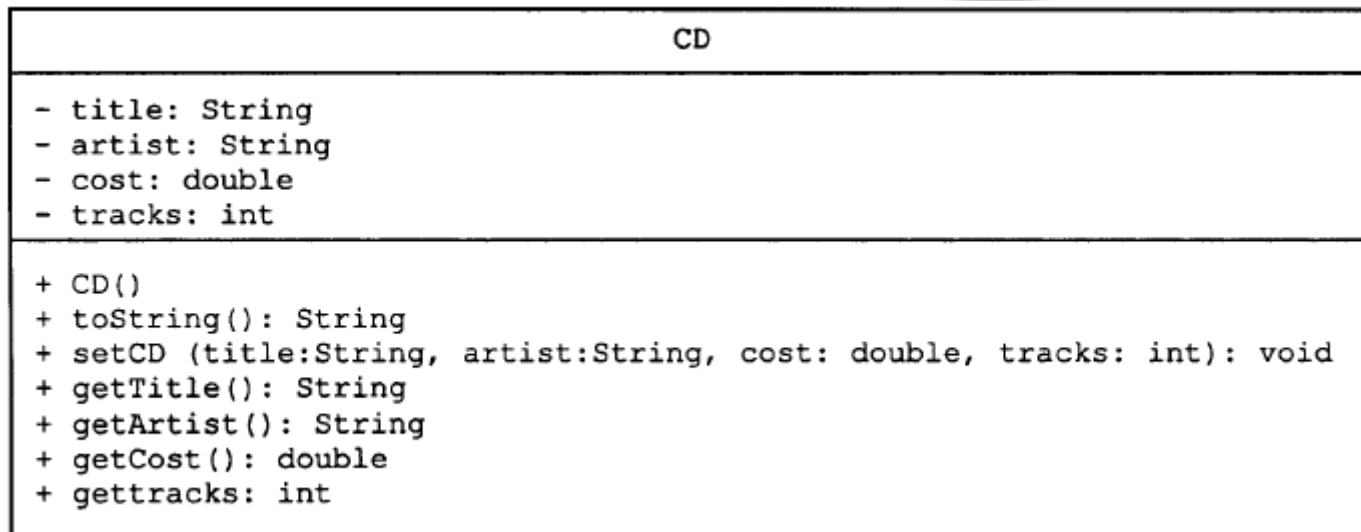 CD
- title: String
- artist: String
- cost: double
- tracks: int
+ CD()
+ toString(): String
+ setCD (title:String, artist:String, cost: double, tracks: int): void
+ getTitle(): String
+ getArtist(): String
+ getCost(): double
+ gettracks: int